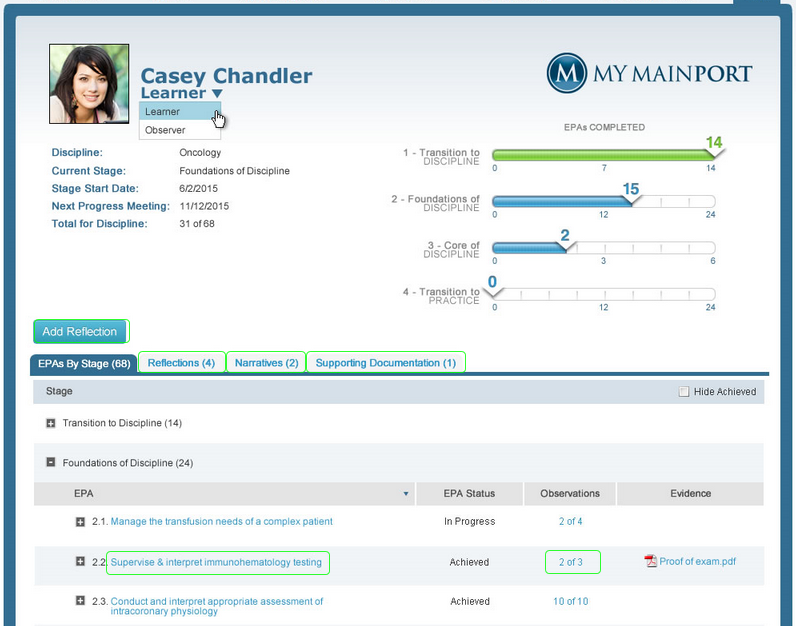 Casey Chandler
Learner
Learner
Observer
M MY MAINPORT
Discipline: Oncology
Current Stage: Foundations of Discipline
Stage Start Date: 6/2/2015
Next Progress Meeting: 11/12/2015
Total for Discipline: 31 of 68
EPAs COMPLETED
14
1 - Transition to
DISCIPLINE
0 7 14
15
2 - Foundations of
DISCIPLINE
0 12 24
2
3 - Core of
DISCIPLINE
0 3 6
0
4 - Transition to
PRACTICE
0 12 24
Add Reflection
EPAs By Stage (68) Reflections (4) Narratives (2) Supporting Documentation (1)
Stage Hide Achieved
Transition to Discipline (14)
Foundations of Discipline (24)
EPA EPA Status Observations Evidence
2.1. Manage the transfusion needs of a complex patient In Progress 2 of 4
2.2. Supervise & interpret immunohematology testing Achieved 2 of 3 Proof of exam.pdf
2.3. Conduct and interpret appropriate assessment of Achieved 10 of 10
intracoronary physiology